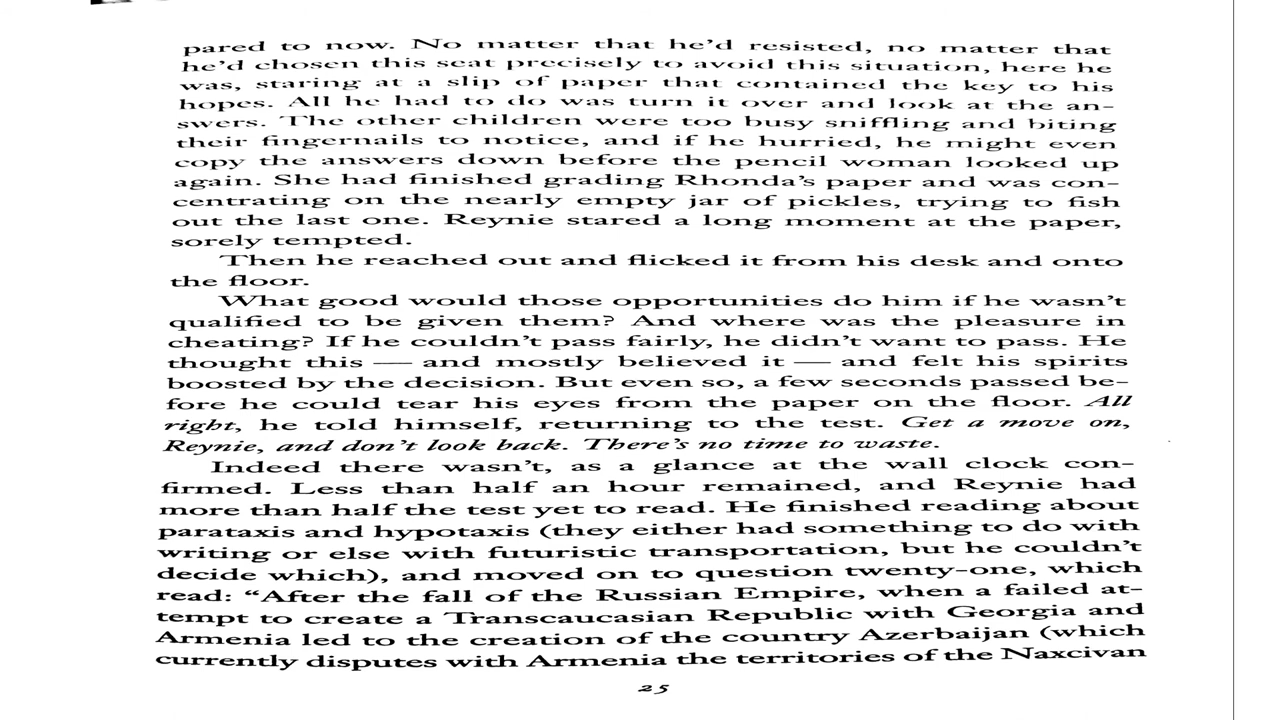 pared to now. No matter that he'd resisted, no matter that
he'd chosen this seat precisely to avoid this situation, here he
was, staring at a slip of paper that contained the key to his
hopes. All he had to do was turn it over and look at the an-
swers. The other children were too busy sniffling and biting
their fingernails to notice, and if he hurried, he might even
copy the answers down before the pencil woman looked up
again. She had finished grading Rhonda's paper and was con-
centrating on the nearly empty jar of pickles, trying to fish
out the last one. Reynie stared a long moment at the paper,
sorely tempted.
Then he reached out and flicked it from his desk and onto
the floor.
What good would those opportunities do him if he wasn't
qualified to be given them? And where was the pleasure in
cheating? If he couldn't pass fairly, he didn't want to pass. He
thought this — and mostly believed it — and felt his spirits
boosted by the decision. But even so, a few seconds passed be-
fore he could tear his eyes from the paper on the floor. All
right, he told himself, returning to the test. Get a move on,
Reynie, and don't look back. There's no time to waste.
Indeed there wasn't, as a glance at the wall clock con-
firmed. Less than half an hour remained, and Reynie had
more than half the test yet to read. He finished reading about
parataxis and hypotaxis (they either had something to do with
writing or else with futuristic transportation, but he couldn't
decide which), and moved on to question twenty-one, which
read: “After the fall of the Russian Empire, when a failed at-
tempt to create a Transcaucasian Republic with Georgia and
Armenia led to the creation of the country Azerbaijan (which
currently disputes with Armenia the territories of the Naxcivan
25